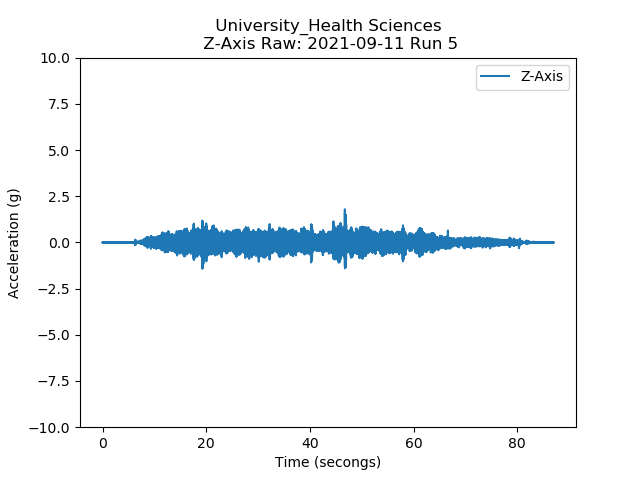 University_Health Sciences
Z-Axis Raw: 2021-09-11 Run 5
Z-Axis
10.0
7.5
5.0
2.5
0.0
−2.5
−5.0
−7.5
−10.0
Acceleration (g)
0 20 40 60 80
Time (secongs)